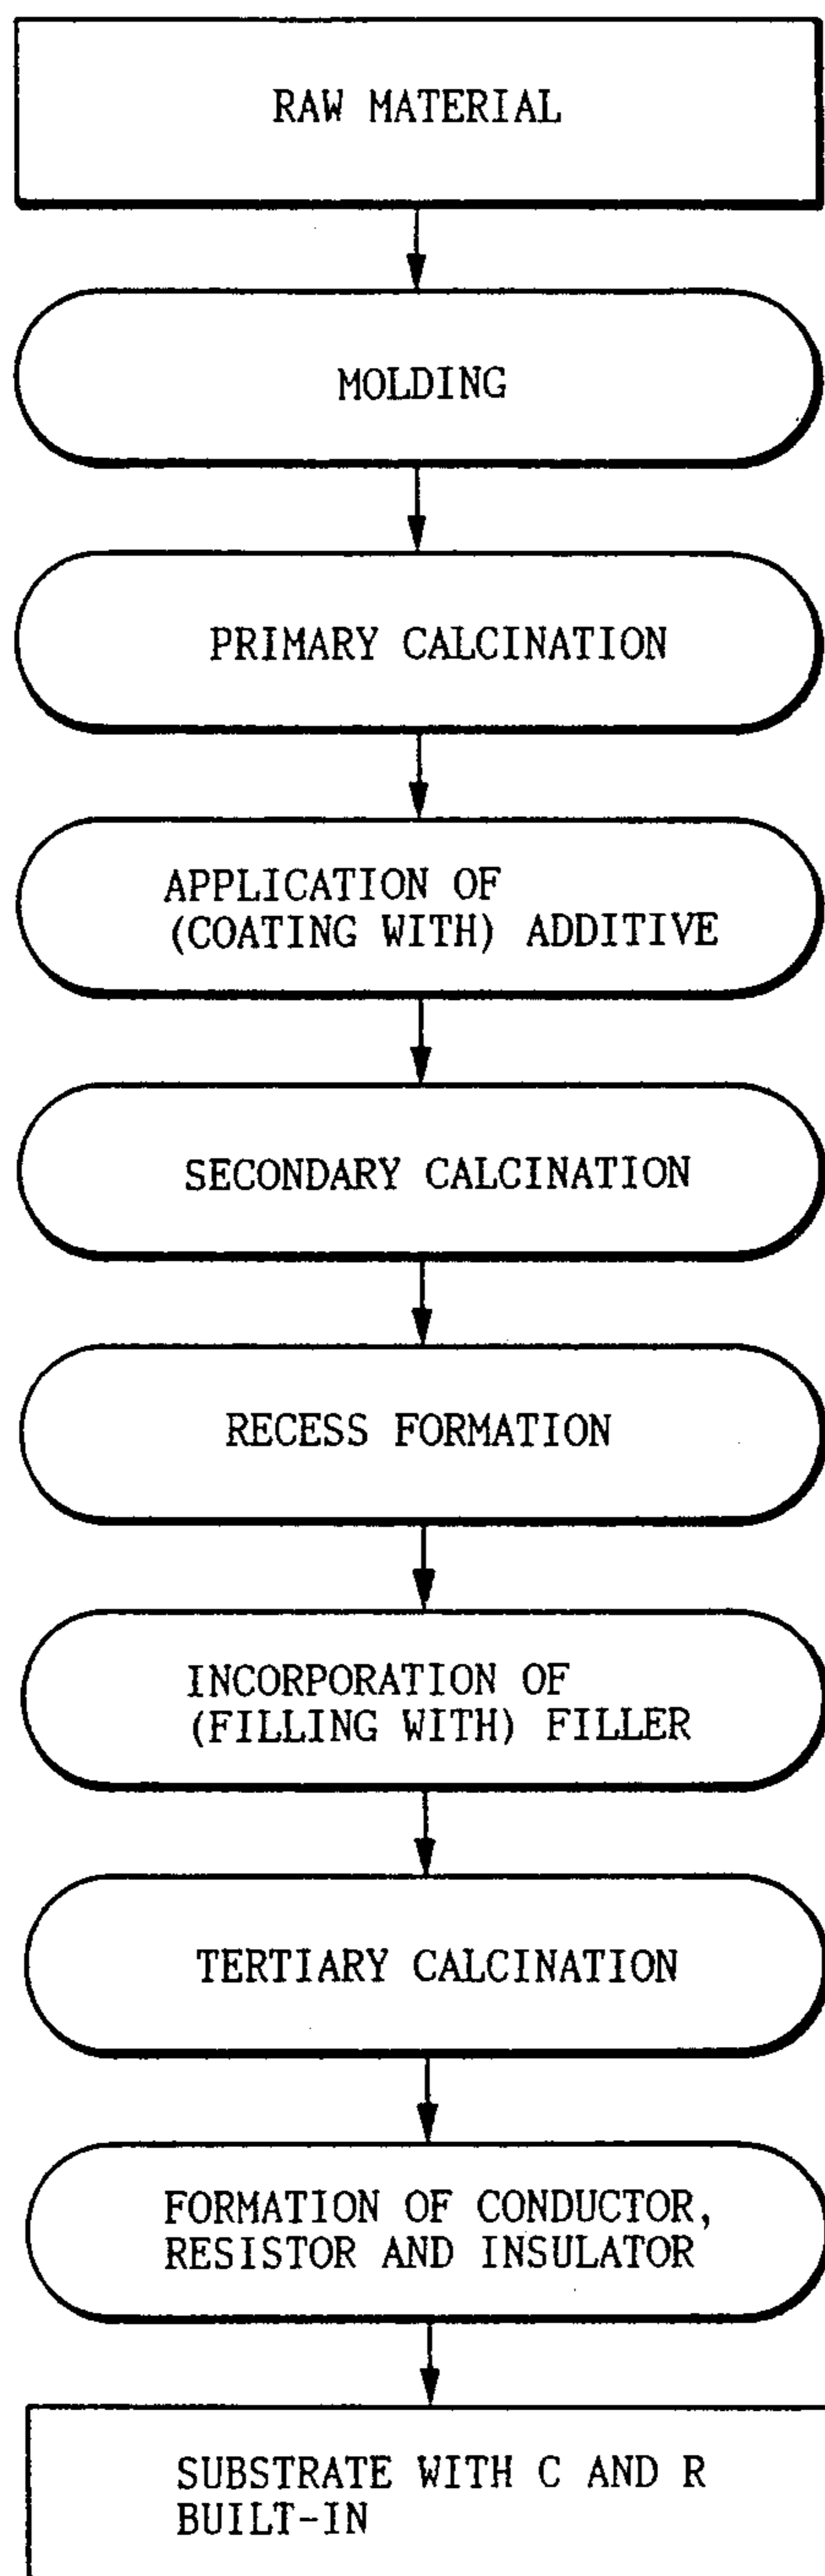 RAW MATERIAL
MOLDING
PRIMARY CALCINATION
APPLICATION OF
(COATING WITH) ADDITIVE
SECONDARY CALCINATION
RECESS FORMATION
INCORPORATION OF
(FILLING WITH) FILLER
TERTIARY CALCINATION
FORMATION OF CONDUCTOR,
RESISTOR AND INSULATOR
SUBSTRATE WITH C AND R
BUILT-IN